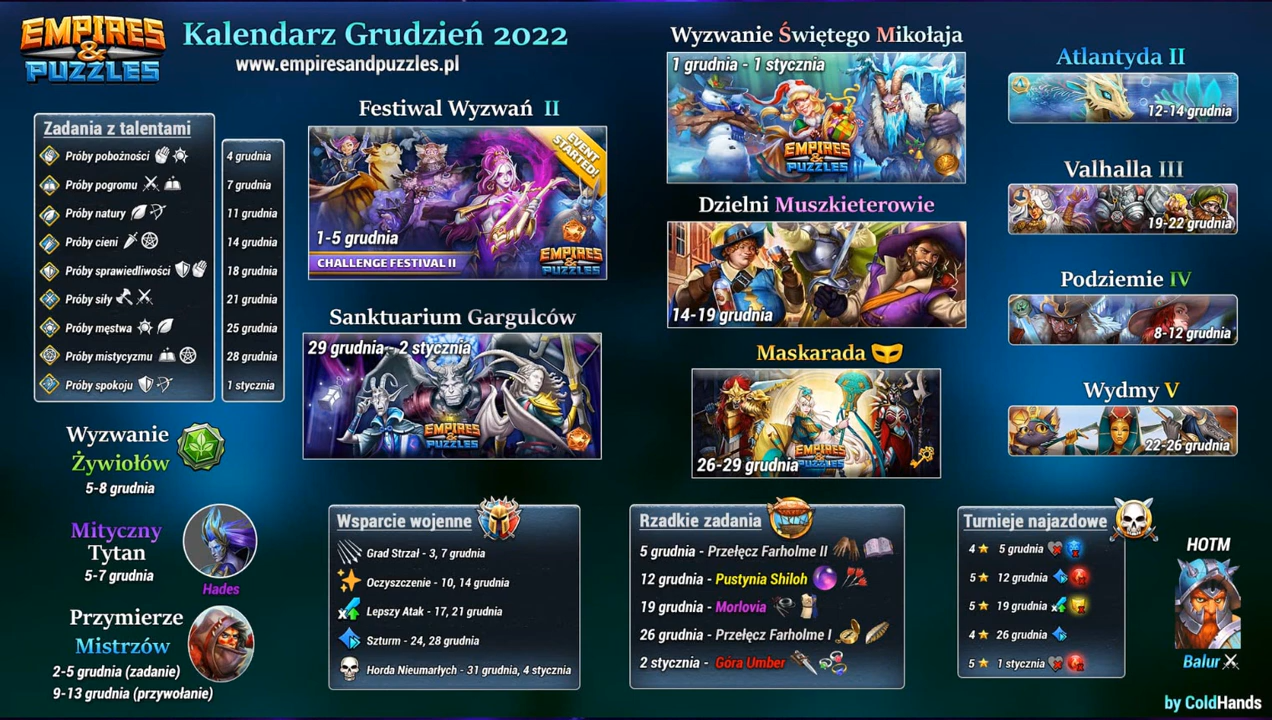 EMPIRES
&
PUZZLES
Kalendarz Grudzień 2022
www.empiresandpuzzles.pl
Zadania z talentami
Próby pobożności 4 grudnia
Próby pogromu 7 grudnia
Próby natury 11 grudnia
Próby cieni 14 grudnia
Próby sprawiedliwości 18 grudnia
Próby siły 21 grudnia
Próby męstwa 25 grudnia
Próby mistycyzmu 28 grudnia
Próby spokoju 1 stycznia
Festiwal Wyzwań II
EVENT
STARTED!
1-5 grudnia
CHALLENGE FESTIVAL II
EMPIRES
&
PUZZLES
Sanktuarium Gargulców
29 grudnia - 2 stycznia
EMPIRES
&
PUZZLES
Wyzwanie Świętego Mikołaja
1 grudnia - 1 stycznia
EMPIRES
&
PUZZLES
Dzielni Muszkieterowie
14-19 grudnia
Maskarada
26-29 grudnia
EMPIRES
&
PUZZLES
Atlantyda II
12-14 grudnia
Valhalla III
19-22 grudnia
Podziemie IV
8-12 grudnia
Wydmy V
22-26 grudnia
Wyzwanie
Żywiołów
5-8 grudnia
Mityczny
Tytan
5-7 grudnia
Hades
Przymierze
Mistrzów
2-5 grudnia (zadanie)
9-13 grudnia (przywołanie)
Wsparcie wojenne
Grad Strzał - 3, 7 grudnia
Oczyszczenie - 10, 14 grudnia
Lepszy Atak - 17, 21 grudnia
Szturm - 24, 28 grudnia
Horda Nieumarłych - 31 grudnia, 4 stycznia
Rzadkie zadania
5 grudnia - Przełęcz Farholme II
12 grudnia - Pustynia Shiloh
19 grudnia - Morlovia
26 grudnia - Przełęcz Farholme I
2 stycznia - Góra Umber
Turnieje najazdowe
4 5 grudnia
5 12 grudnia
5 19 grudnia
4 26 grudnia
5 1 stycznia
HOTM
Balur
by ColdHands